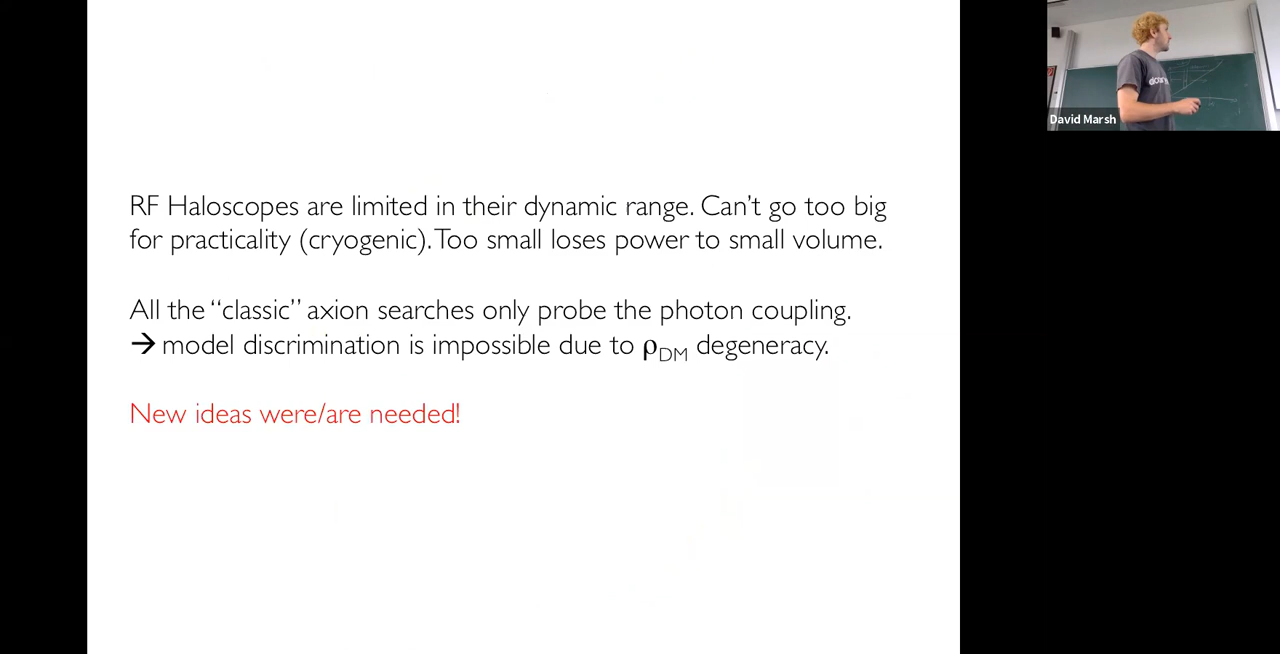 RF Haloscopes are limited in their dynamic range. Can't go too big
for practicality (cryogenic). Too small loses power to small volume.
All the “classic” axion searches only probe the photon coupling.
→ model discrimination is impossible due to ρDM degeneracy.
New ideas were/are needed!
David Marsh